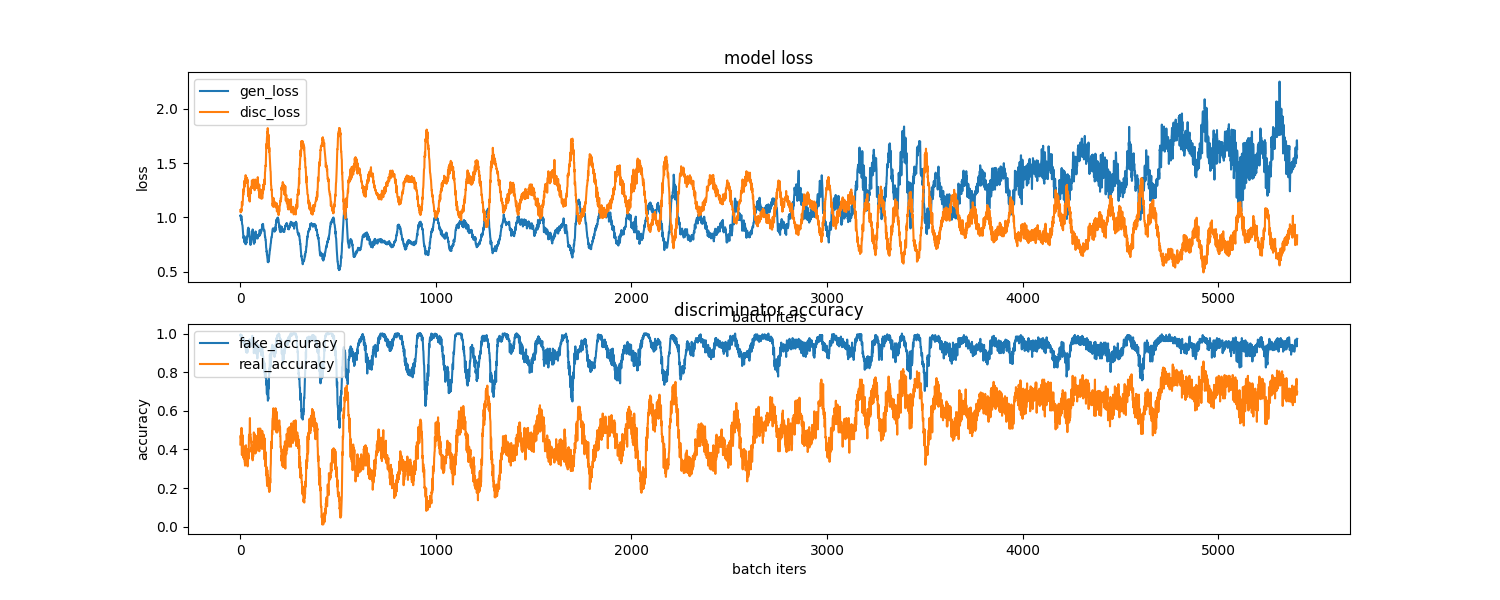 model loss
gen_loss
disc_loss
2.0
1.5
1.0
0.5
loss
0 1000 2000 3000 4000 5000
batch iters
discriminator accuracy
fake_accuracy
real_accuracy
1.0
0.8
0.6
0.4
0.2
0.0
accuracy
0 1000 2000 3000 4000 5000
batch iters